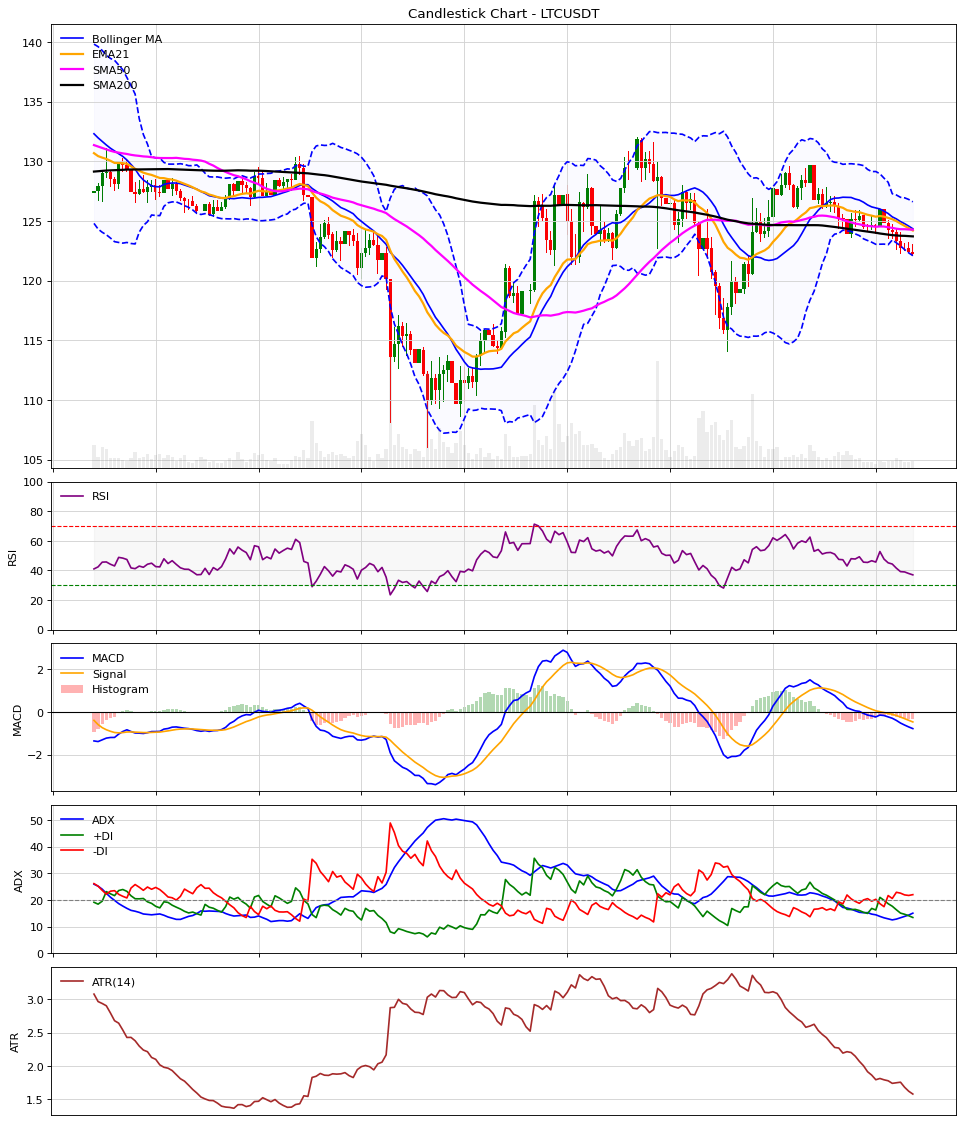 Candlestick Chart - LTCUSDT
Bollinger MA
EMA21
SMA50
SMA200
140
135
130
125
120
115
110
105
RSI
RSI
100
80
60
40
20
0
MACD
Signal
Histogram
MACD
2
0
−2
ADX
+DI
-DI
ADX
50
40
30
20
10
0
ATR(14)
ATR
3.0
2.5
2.0
1.5